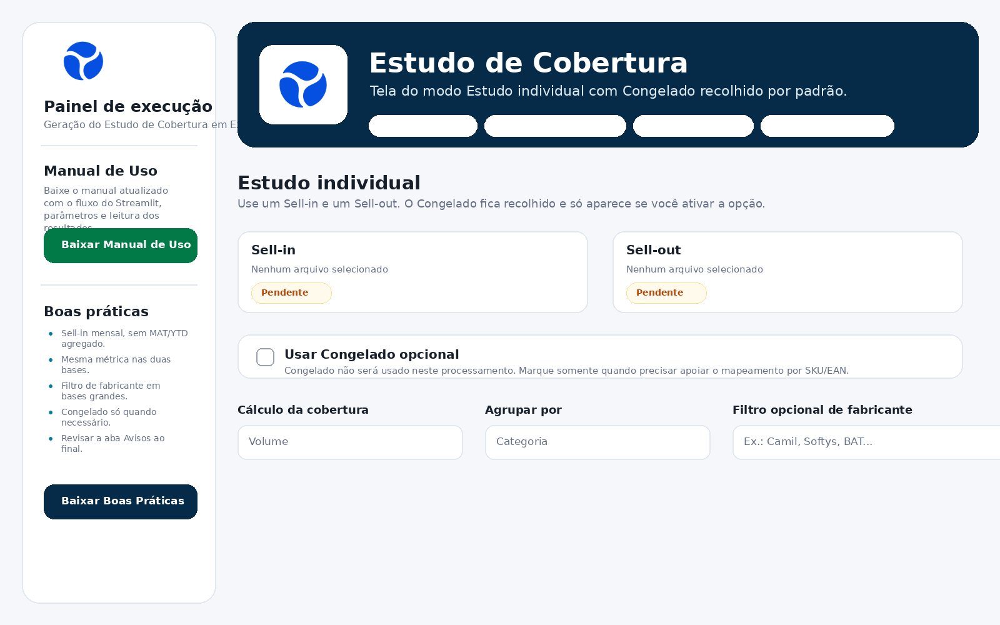 Painel de execução
Geração do Estudo de Cobertura em
Manual de Uso
Baixe o manual atualizado
com o fluxo do Streamlit,
parâmetros e leitura dos
resultados.
Baixar Manual de Uso
Boas práticas
• Sell-in mensal, sem MAT/YTD
agregado.
• Mesma métrica nas duas
bases.
• Filtro de fabricante em
bases grandes.
• Congelado só quando
necessário.
• Revisar a aba Avisos ao
final.
Baixar Boas Práticas
Estudo de Cobertura
Tela do modo Estudo individual com Congelado recolhido por padrão.
Estudo individual
Use um Sell-in e um Sell-out. O Congelado fica recolhido e só aparece se você ativar a opção.
Sell-in
Nenhum arquivo selecionado
Pendente
Sell-out
Nenhum arquivo selecionado
Pendente
Usar Congelado opcional
Congelado não será usado neste processamento. Marque somente quando precisar apoiar o mapeamento por SKU/EAN.
Cálculo da cobertura
Volume
Agrupar por
Categoria
Filtro opcional de fabricante
Ex.: Camil, Softys, BAT...